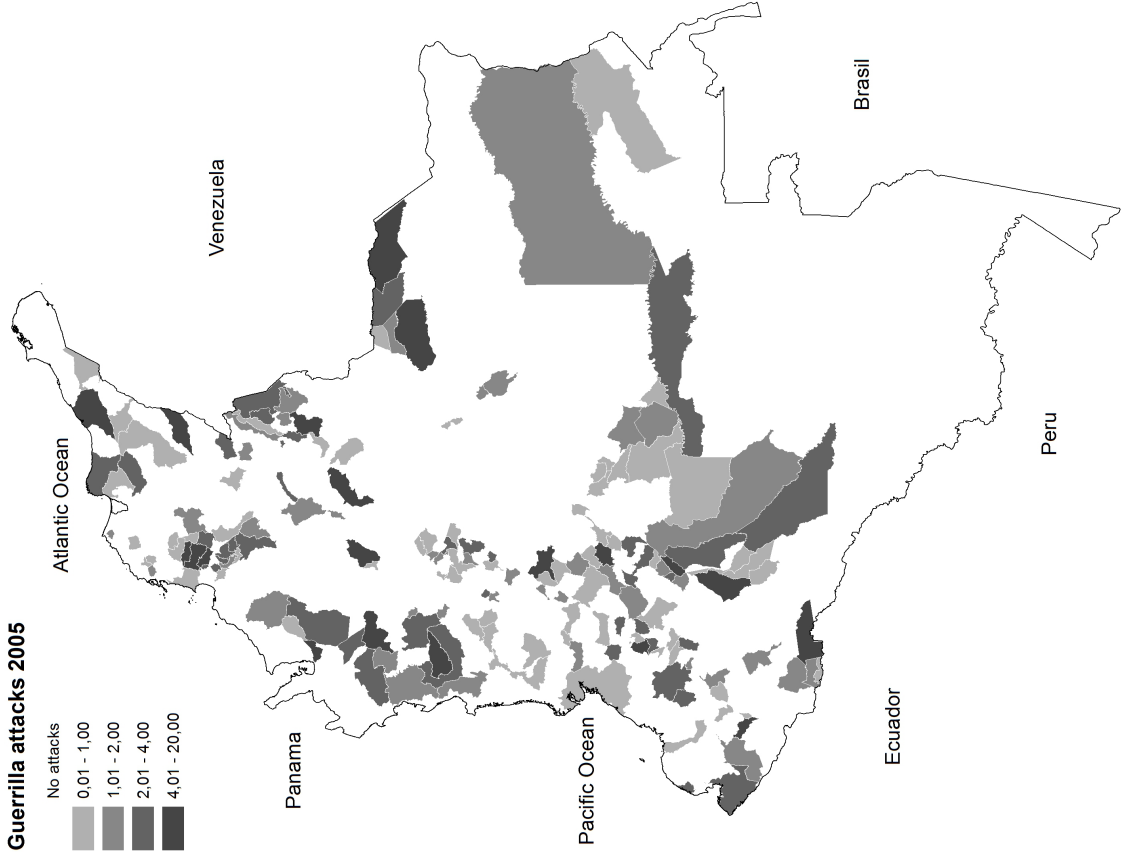 Guerrilla attacks 2005
No attacks
0,01 - 1,00
1,01 - 2,00
2,01 - 4,00
4,01 - 20,00
Atlantic Ocean
Venezuela
Panama
Pacific Ocean
Brasil
Ecuador
Peru